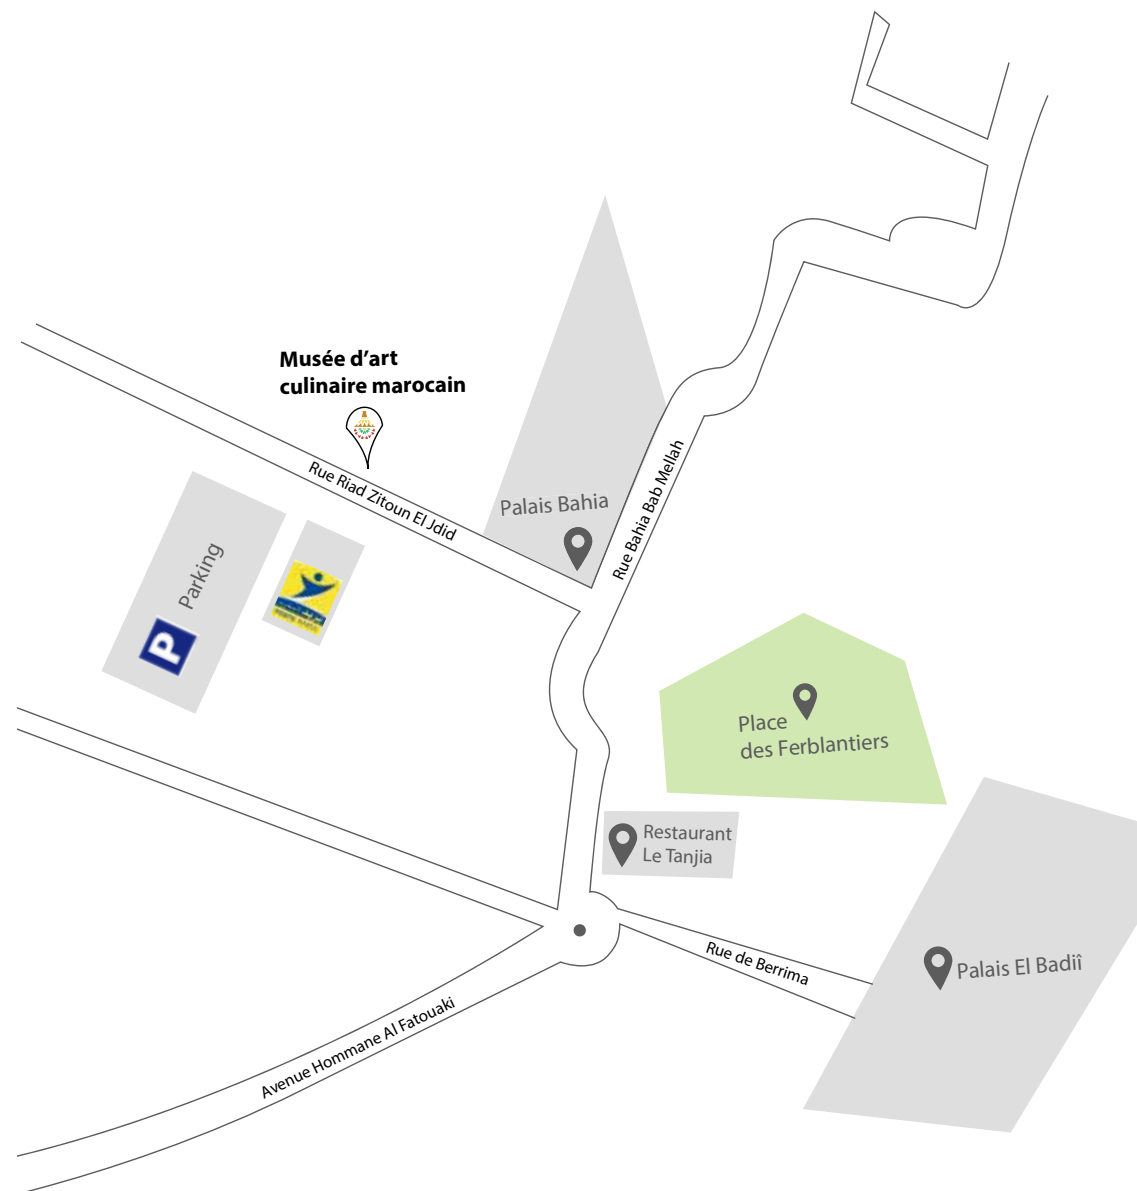 Musée d’art
culinaire marocain
Rue Riad Zitoun El Jdid
Palais Bahia
Rue Bahia Bab Mellah
Parking
P
Place
des Ferblantiers
Restaurant
Le Tanjia
Rue de Berrima
Palais El Badiî
Avenue Hommane Al Fatouaki